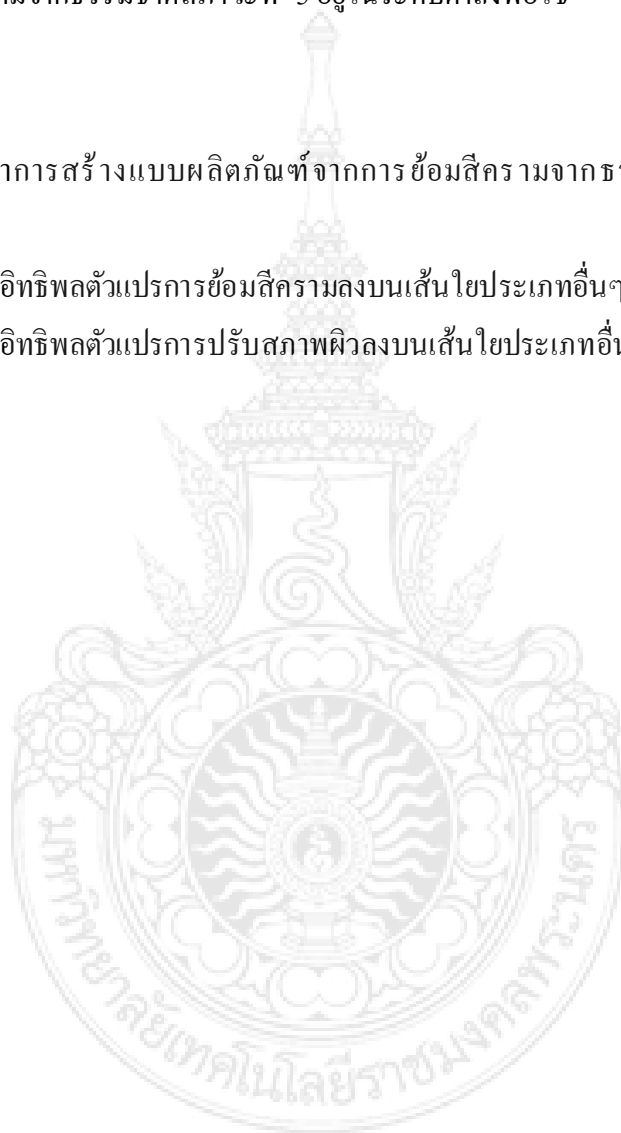 าการสร้างแบบผลิตภัณฑ์จากการย้อมสีครามจากธร
อิทธิพลตัวแปรการย้อมสีครามลงบนเส้นใยประเภทอื่นๆ
อิทธิพลตัวแปรการปรับสภาพผิวลงบนเส้นใยประเภทอื่น
มหาวิทยาลัยเทคโนโลยีราชมงคลพระนคร